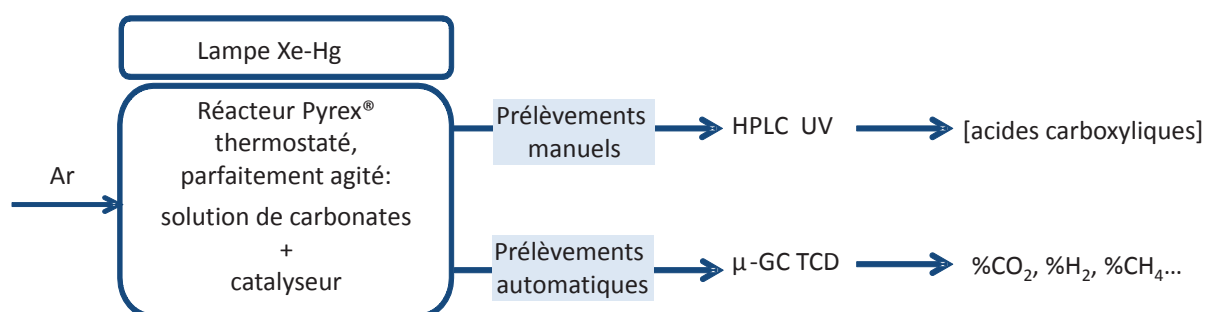 Lampe Xe-Hg
Réacteur Pyrex®
thermostaté,
parfaitement agité:
solution de carbonates
+
catalyseur
Ar
Prélèvements
manuels
HPLC UV
[acides carboxyliques]
Prélèvements
automatiques
µ-GC TCD
%CO₂, %H₂, %CH₄...